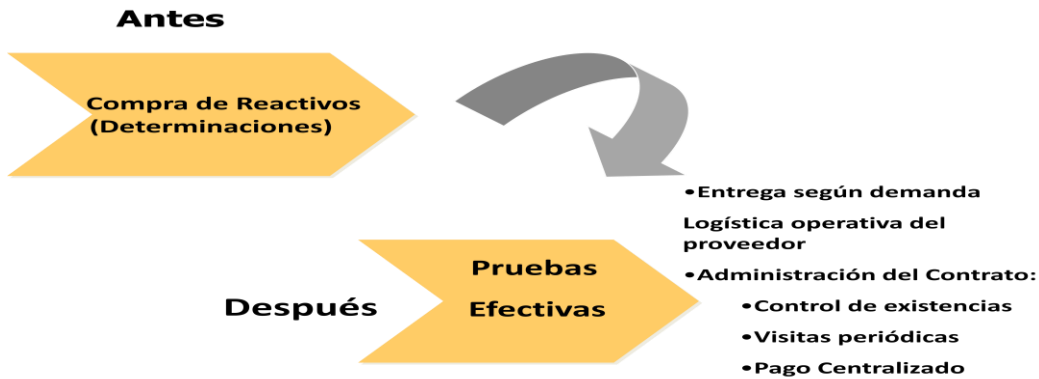 Antes
Compra de Reactivos
(Determinaciones)
•Entrega según demanda
Logística operativa del
proveedor
•Administración del Contrato:
•Control de existencias
•Visitas periódicas
•Pago Centralizado
Después
Pruebas
Efectivas